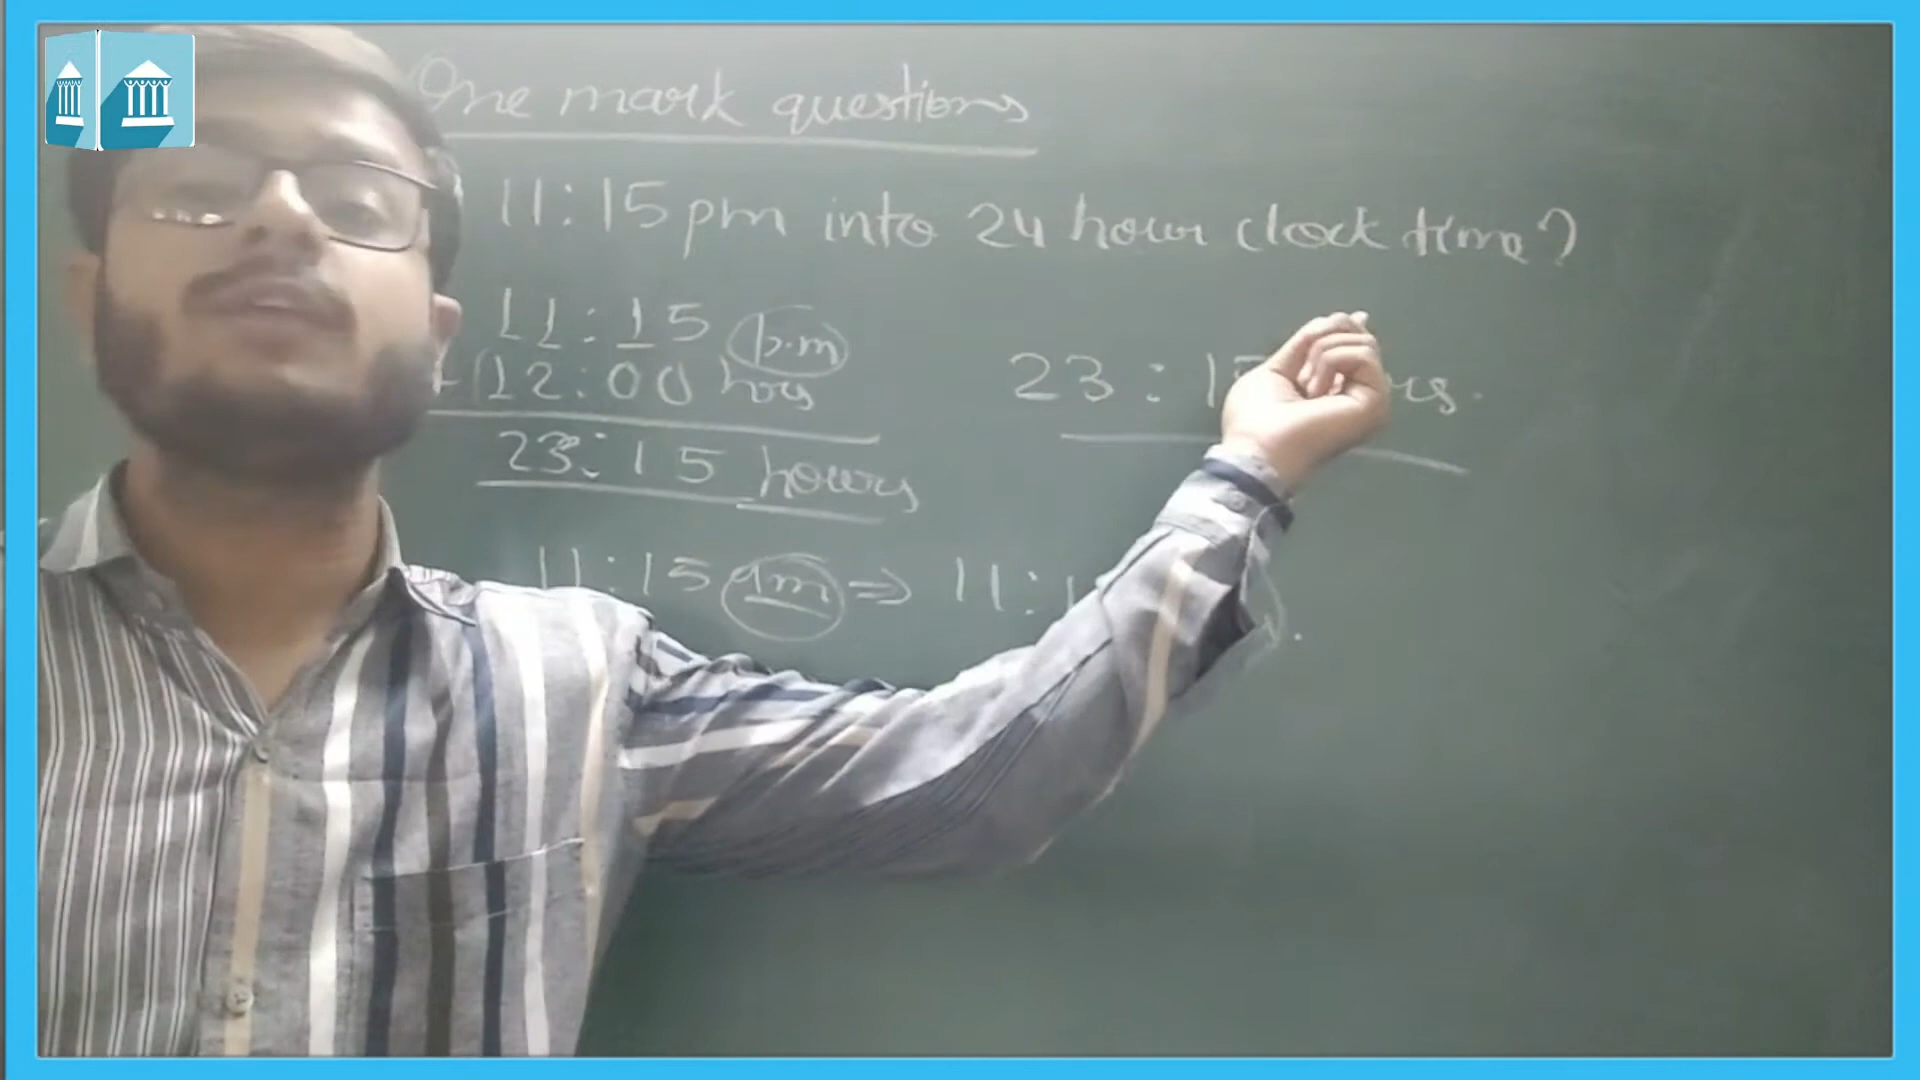 One mark questions
11:15 pm into 24 hour clock time?
11:15 p.m
+ 12:00 hrs
23:15 hours
23:15
11:15 am ⇒ 11:1